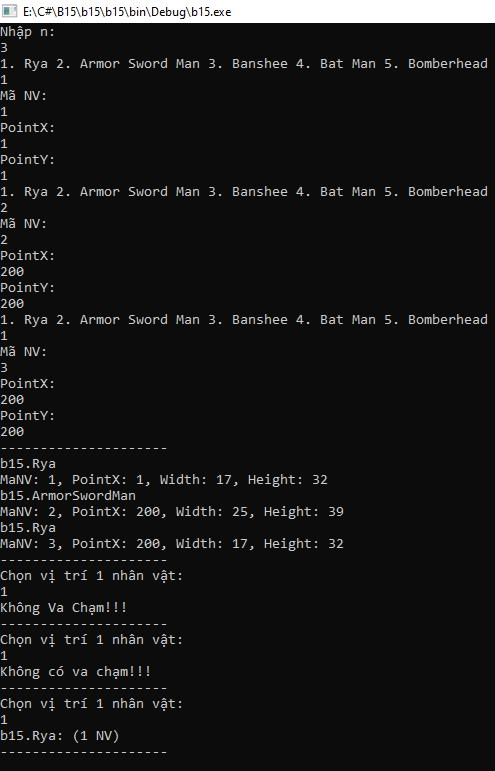 E:\C#\B15\b15\b15\bin\Debug\b15.exe
Nhập n:
3
1. Rya 2. Armor Sword Man 3. Banshee 4. Bat Man 5. Bomberhead
1
Mã NV:
1
PointX:
1
PointY:
1
1. Rya 2. Armor Sword Man 3. Banshee 4. Bat Man 5. Bomberhead
2
Mã NV:
2
PointX:
200
PointY:
200
1. Rya 2. Armor Sword Man 3. Banshee 4. Bat Man 5. Bomberhead
1
Mã NV:
3
PointX:
200
PointY:
200
---------------------
b15.Rya
MaNV: 1, PointX: 1, Width: 17, Height: 32
b15.ArmorSwordMan
MaNV: 2, PointX: 200, Width: 25, Height: 39
b15.Rya
MaNV: 3, PointX: 200, Width: 17, Height: 32
---------------------
Chọn vị trí 1 nhân vật:
1
Không Va Chạm!!!
---------------------
Chọn vị trí 1 nhân vật:
1
Không có va chạm!!!
---------------------
Chọn vị trí 1 nhân vật:
1
b15.Rya: (1 NV)
---------------------